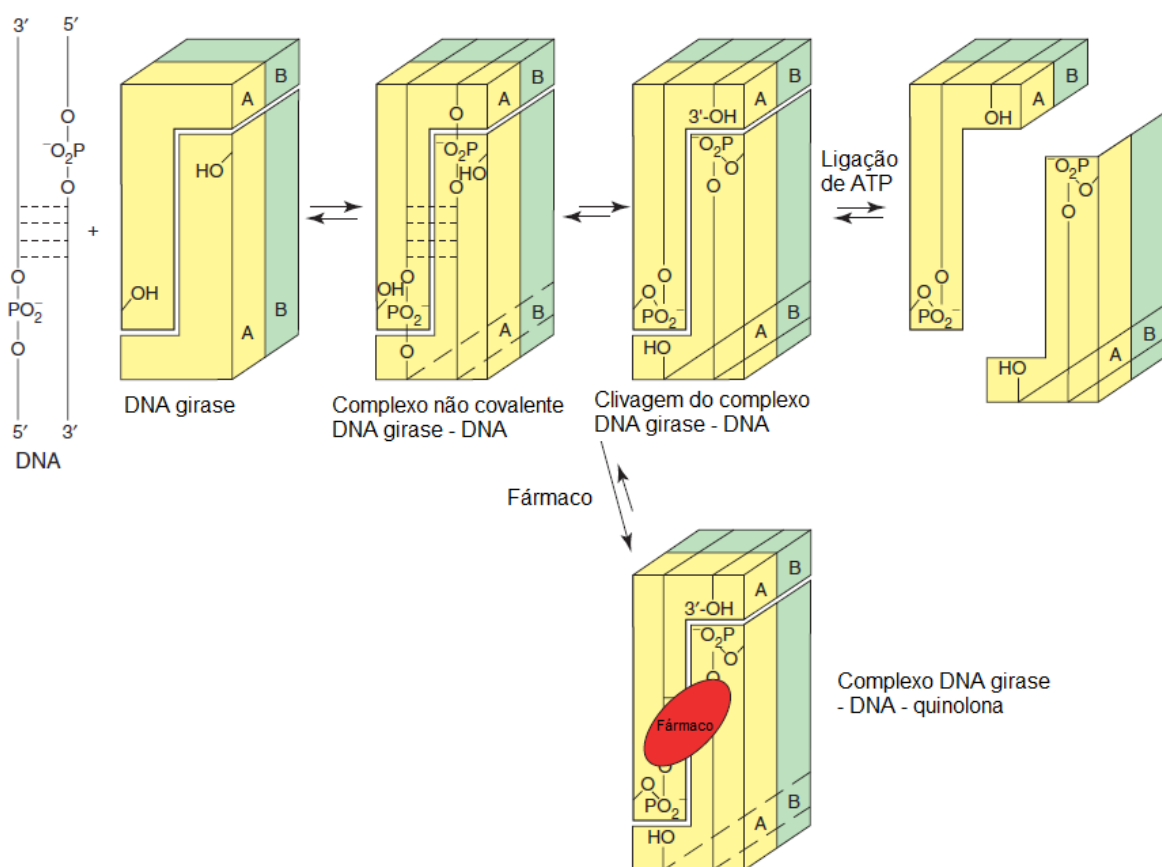 3′ 5′
O
⁻O₂P
O
O
PO₂⁻
O
5′ 3′
DNA
+
A B
HO
OH
A B
DNA girase
A B
O
⁻O₂P
HO
O
OH O
PO₂⁻
O
A B
Complexo não covalente
DNA girase - DNA
A B
3'-OH
⁻O₂P
O
O
O
O
PO₂⁻
HO
A B
Clivagem do complexo
DNA girase - DNA
Ligação
de ATP
A B
OH
O
O
PO₂⁻
⁻O₂P
O
O
HO
A B
Fármaco
A B
3′-OH
⁻O₂P
O
O
Fármaco
O
O
O
PO₂⁻
HO
A B
Complexo DNA girase
- DNA - quinolona